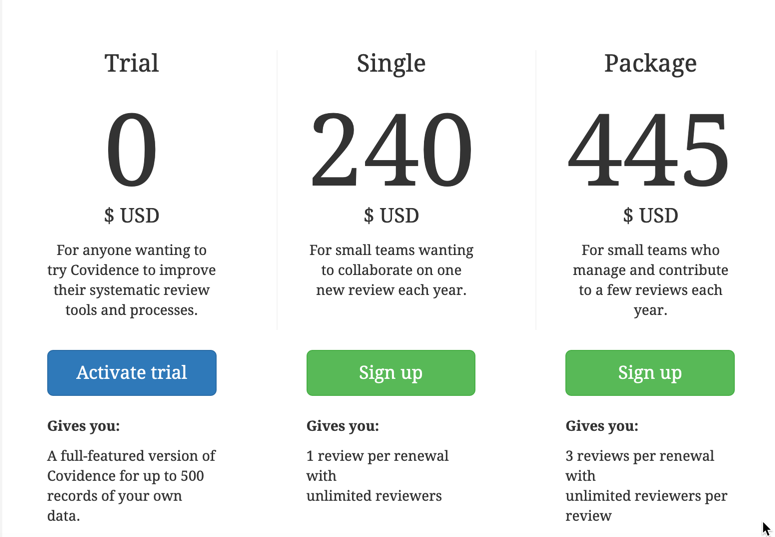 Trial
0
$ USD
For anyone wanting to
try Covidence to improve
their systematic review
tools and processes.
Activate trial
Gives you:
A full-featured version of
Covidence for up to 500
records of your own
data.
Single
240
$ USD
For small teams wanting
to collaborate on one
new review each year.
Sign up
Gives you:
1 review per renewal
with
unlimited reviewers
Package
445
$ USD
For small teams who
manage and contribute
to a few reviews each
year.
Sign up
Gives you:
3 reviews per renewal
with
unlimited reviewers per
review